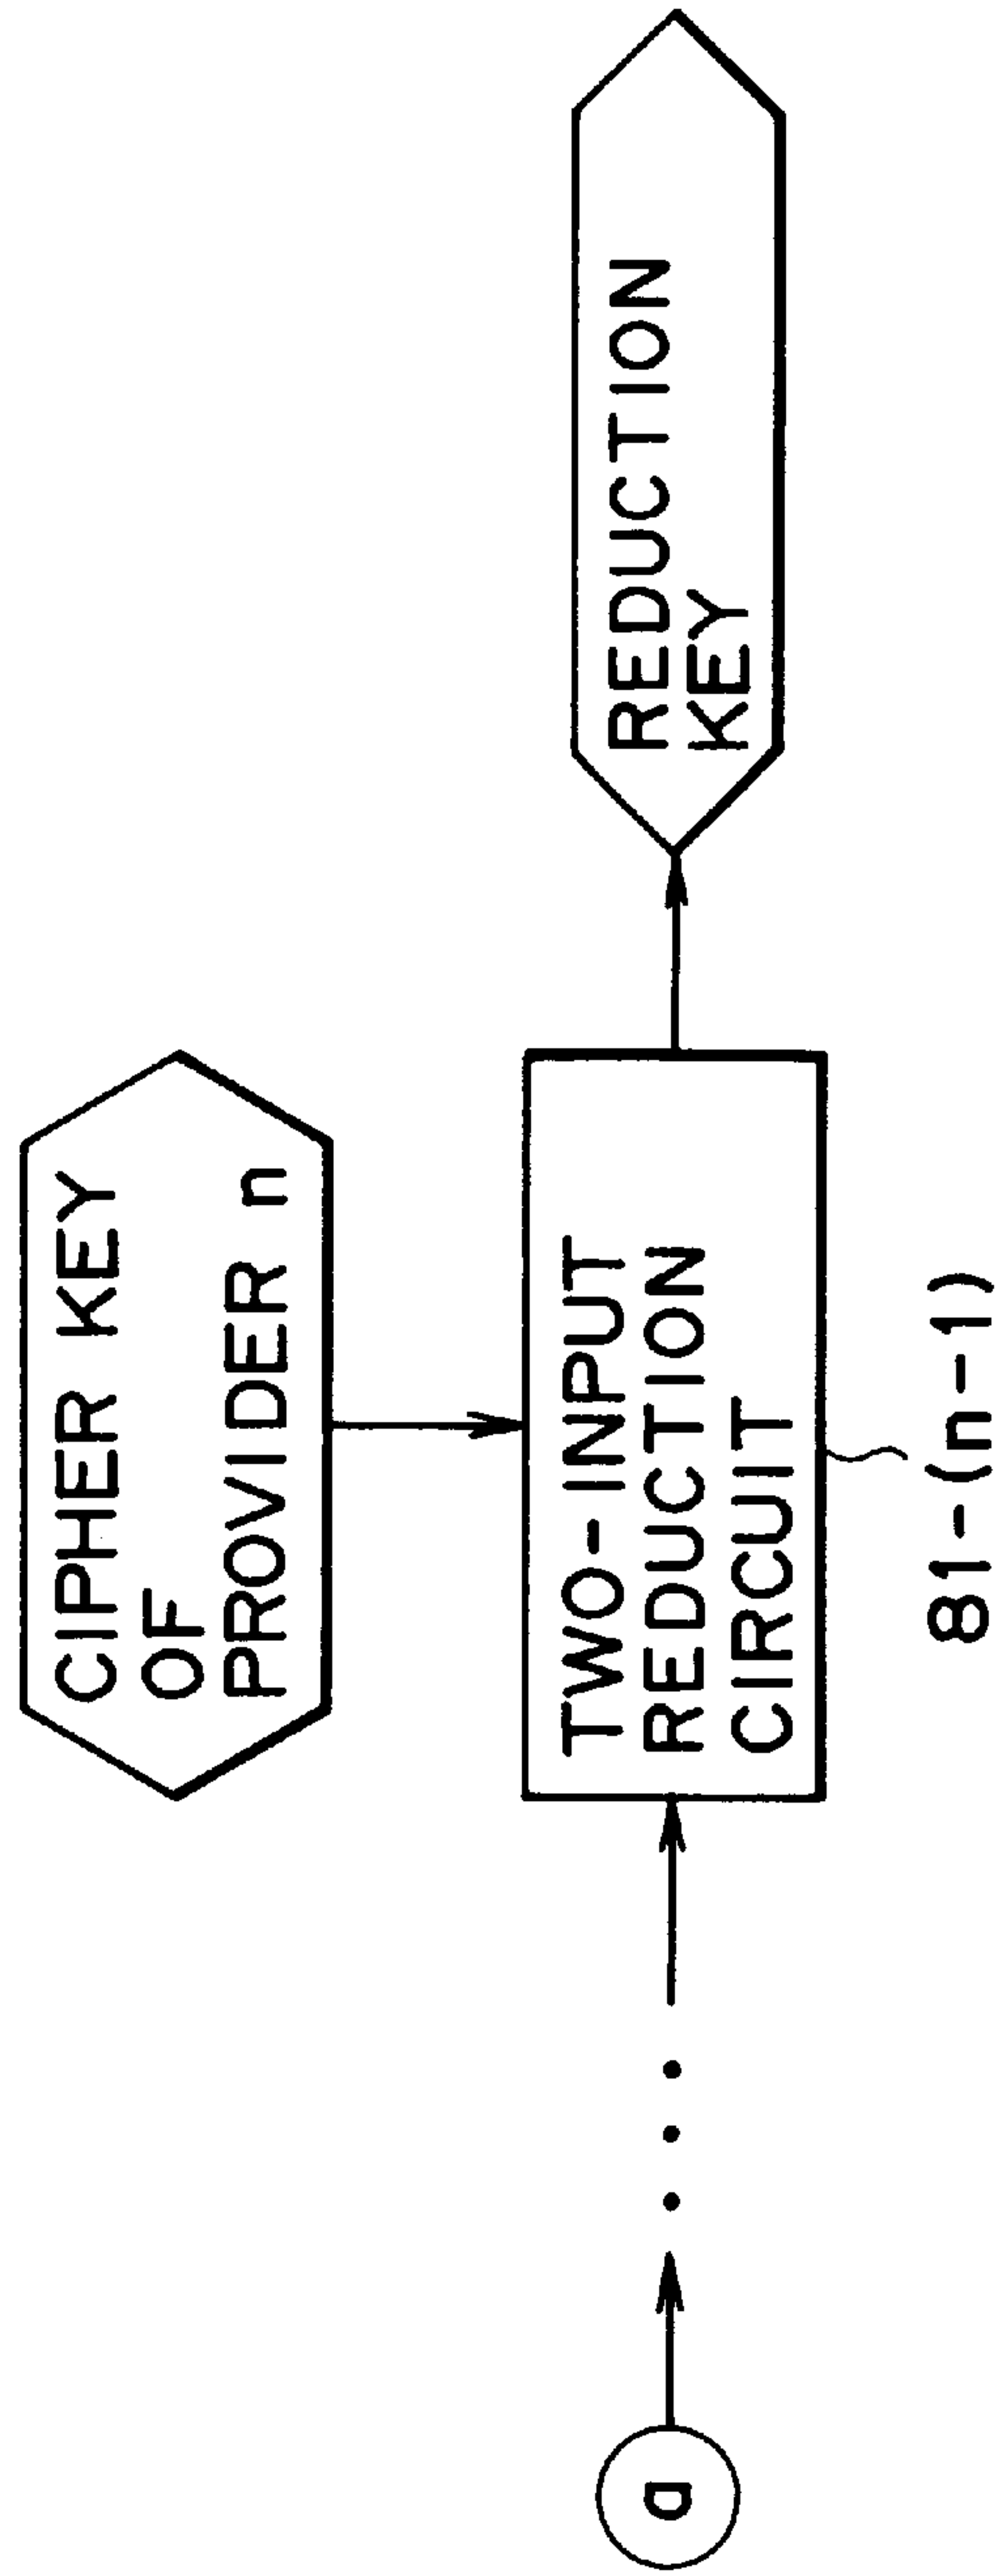 CIPHER KEY
OF
PROVIDER n
a
TWO-INPUT
REDUCTION
CIRCUIT
REDUCTION
KEY
81-(n-1)